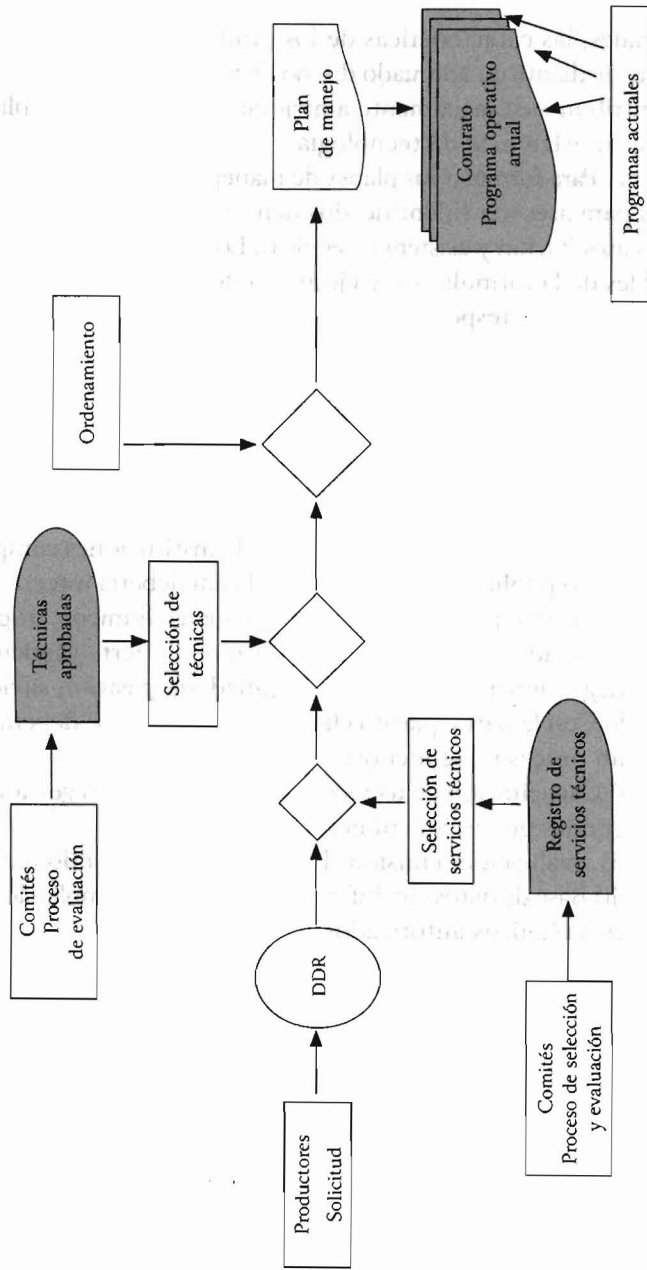 Productores
Solicitud
DDR
Comités
Proceso
de evaluación
Técnicas
aprobadas
Selección de
técnicas
Ordenamiento
Comités
Proceso de selección
y evaluación
Registro de
servicios técnicos
Selección de
servicios técnicos
Plan
de manejo
Contrato
Programa operativo
anual
Programas actuales